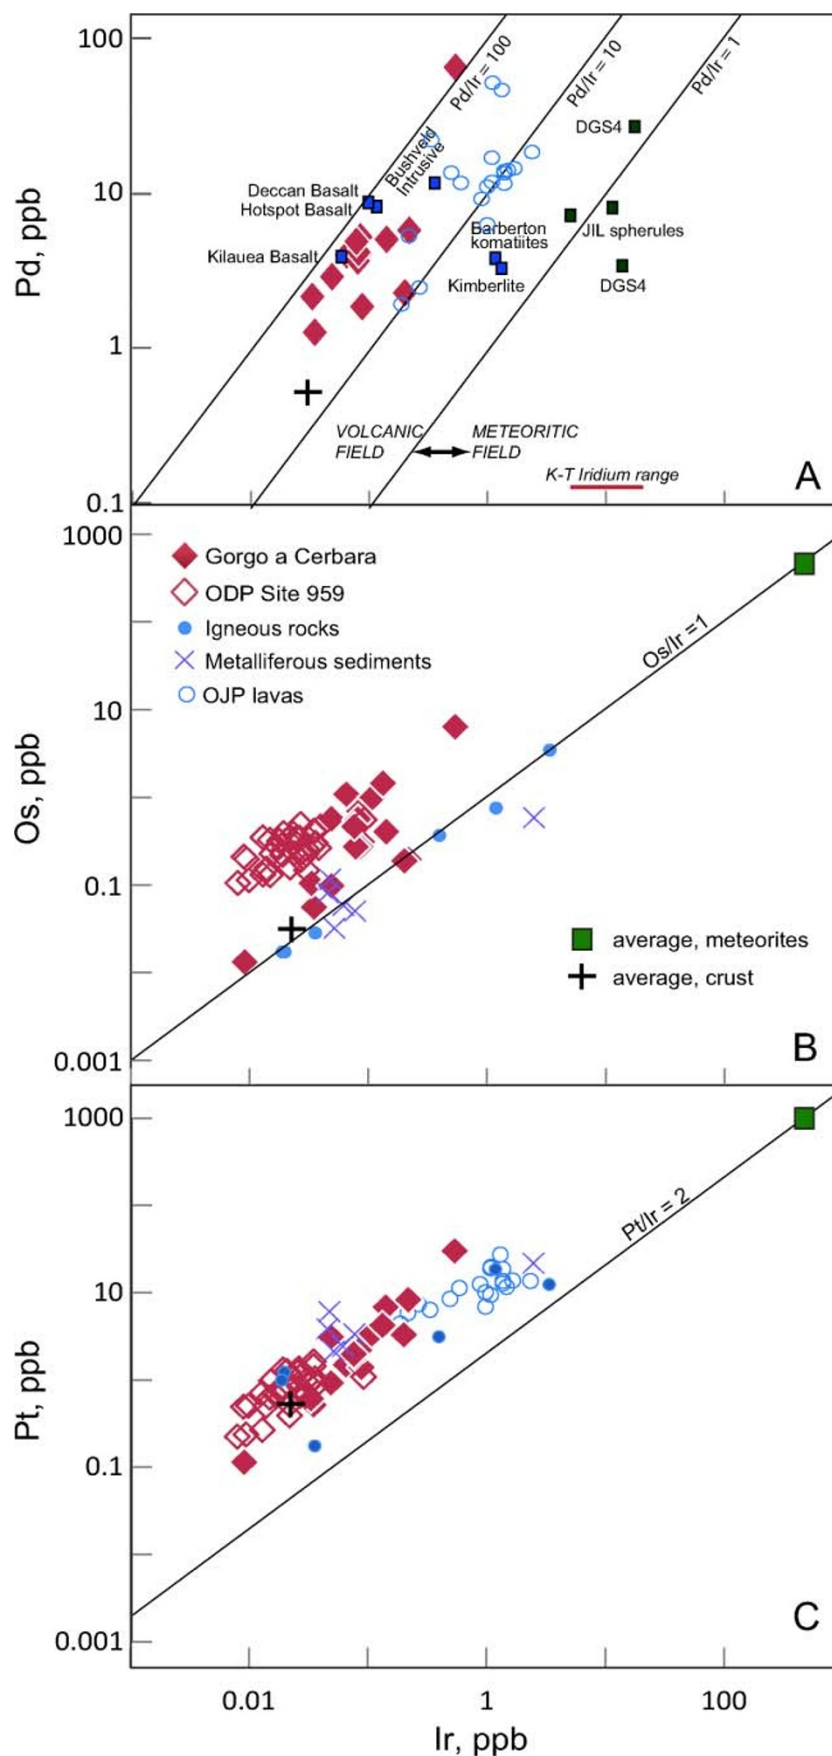 100
10
1
0.1
Pd, ppb
Pd/Ir = 100
Pd/Ir = 10
Pd/Ir = 1
DGS4
Bushveld
Intrusive
Deccan Basalt
Hotspot Basalt
Barberton
komatiites
JIL spherules
Kilauea Basalt
Kimberlite
DGS4
VOLCANIC
FIELD
METEORITIC
FIELD
K-T Iridium range
A
1000
10
0.1
0.001
Os, ppb
Gorgo a Cerbara
ODP Site 959
Igneous rocks
Metalliferous sediments
OJP lavas
Os/Ir =1
average, meteorites
average, crust
B
1000
10
0.1
0.001
Pt, ppb
Pt/Ir = 2
C
0.01
1
100
Ir, ppb